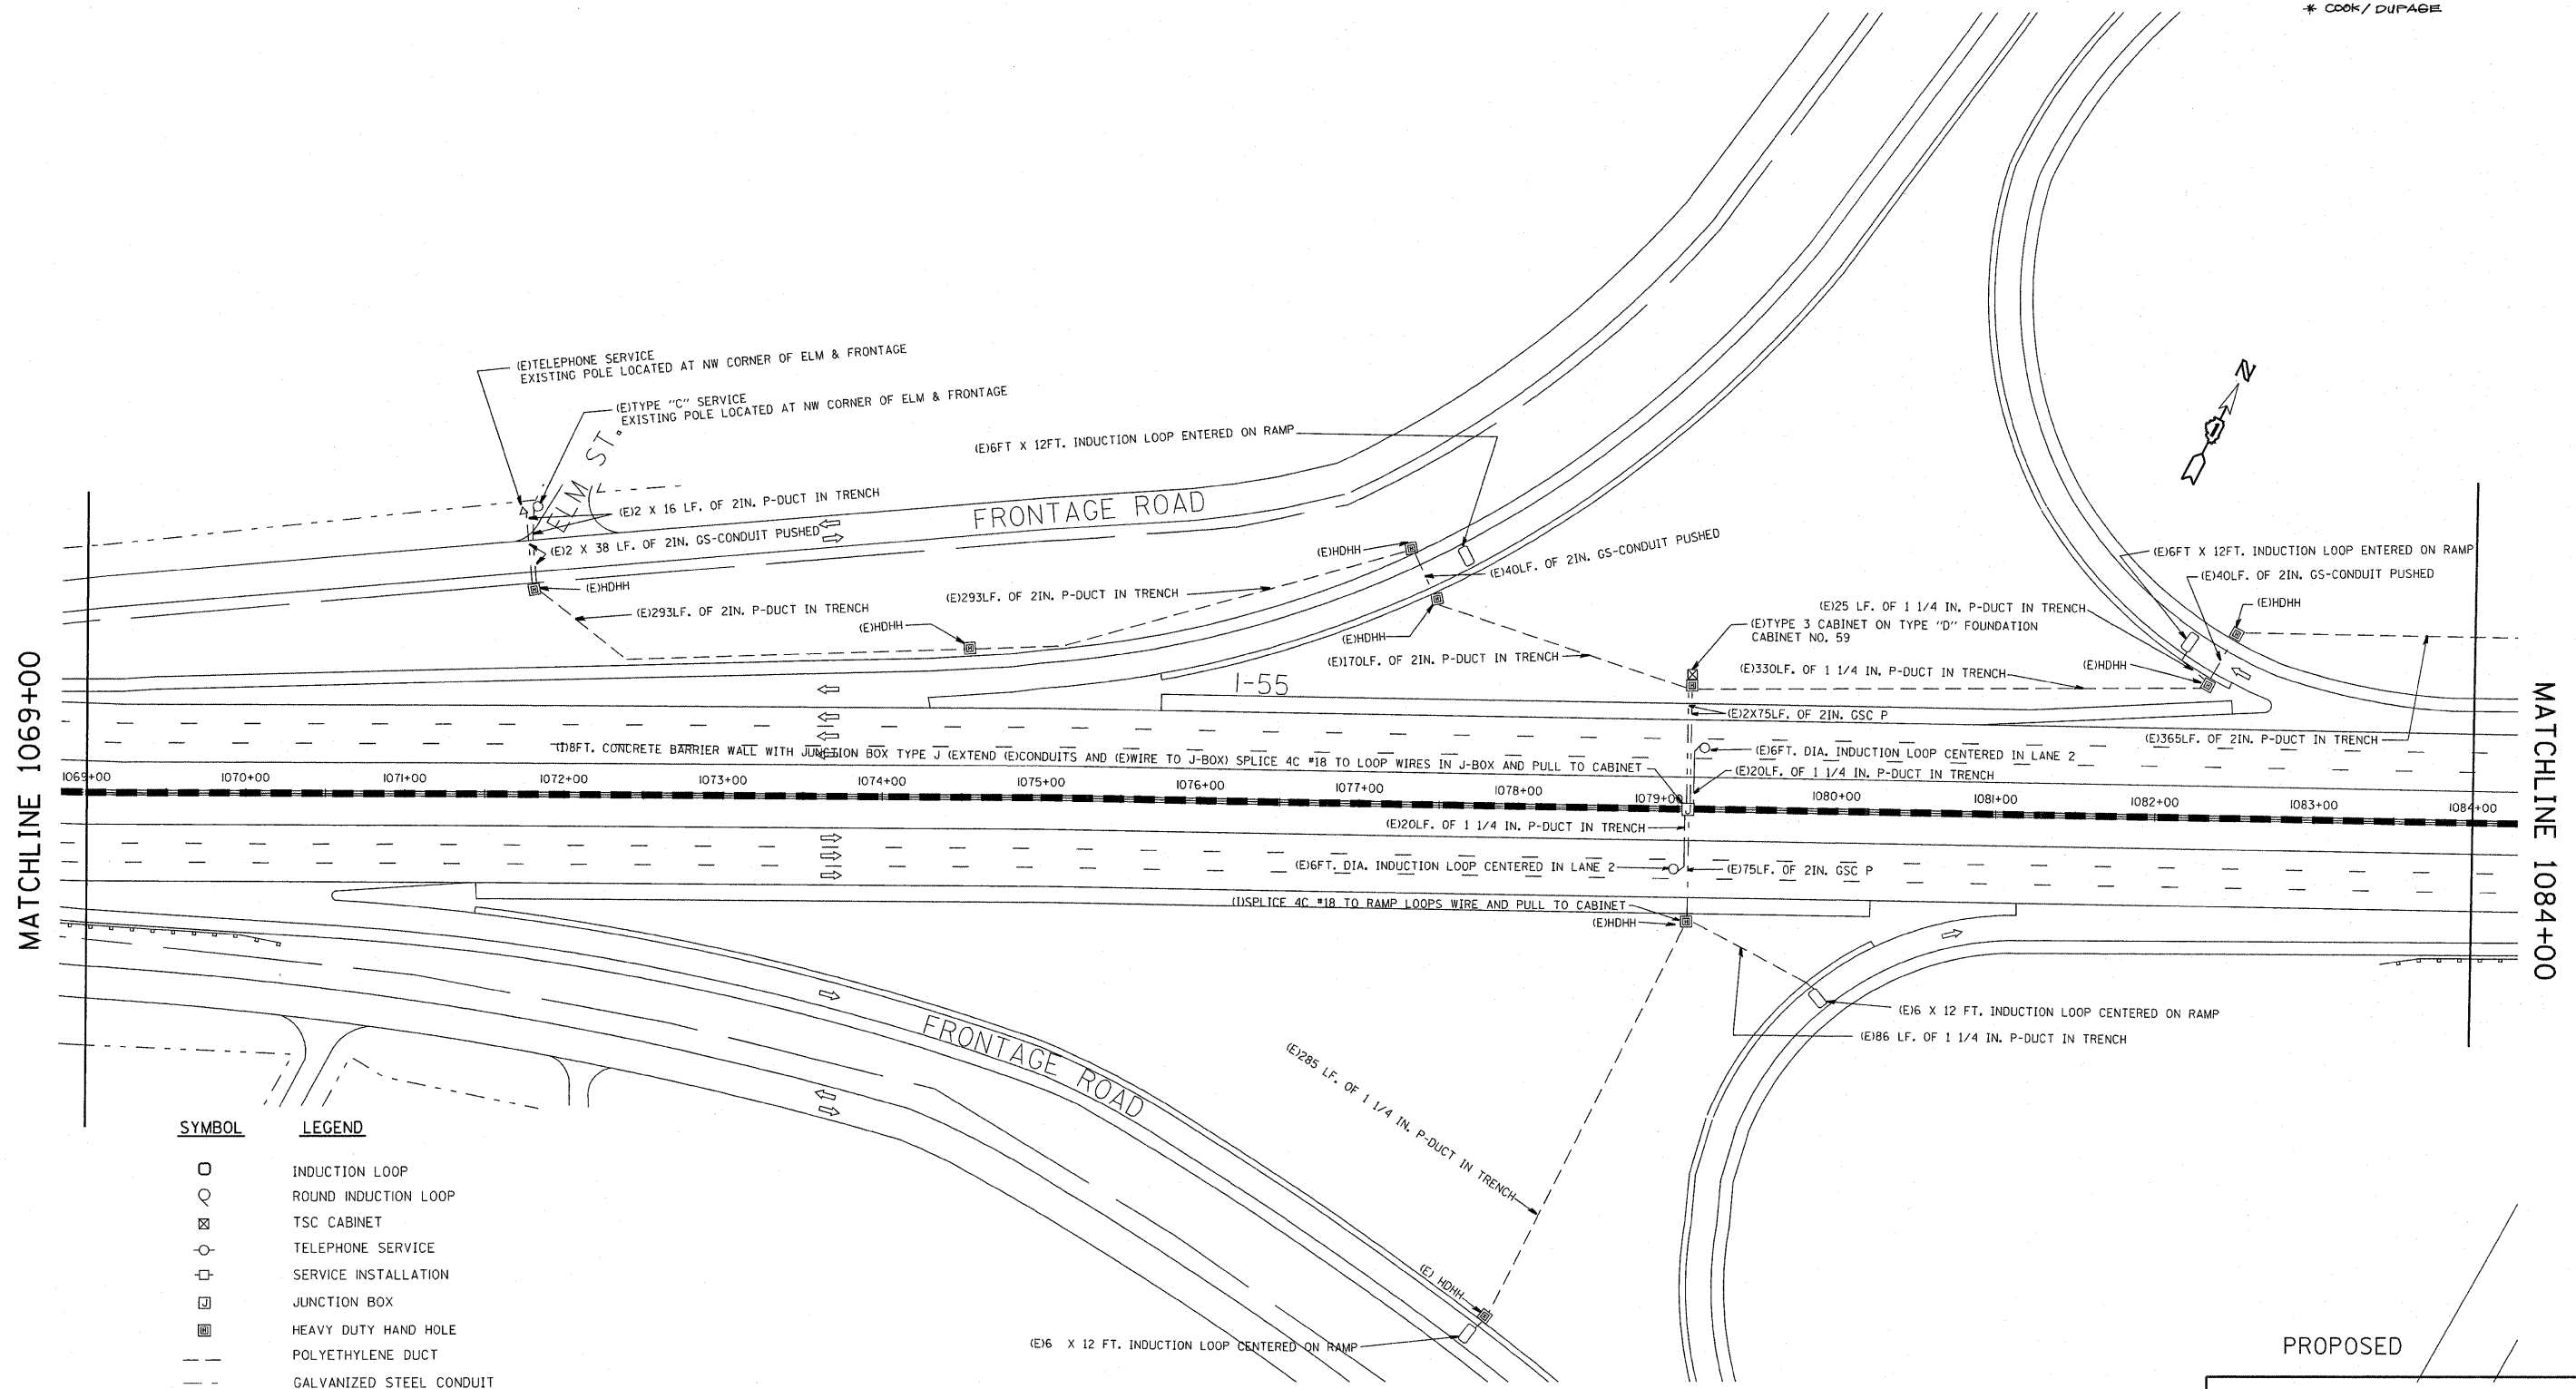 * COOK/DUPAGE
(E)TELEPHONE SERVICE
EXISTING POLE LOCATED AT NW CORNER OF ELM & FRONTAGE
(E)TYPE "C" SERVICE
EXISTING POLE LOCATED AT NW CORNER OF ELM & FRONTAGE
ELM ST.
(E)6FT X 12FT. INDUCTION LOOP ENTERED ON RAMP
N
(E)2 X 16 LF. OF 2IN. P-DUCT IN TRENCH
FRONTAGE ROAD
(E)2 X 38 LF. OF 2IN. GS-CONDUIT PUSHED
(E)HDHH
(E)40LF. OF 2IN. GS-CONDUIT PUSHED
(E)6FT X 12FT. INDUCTION LOOP ENTERED ON RAMP
(E)40LF. OF 2IN. GS-CONDUIT PUSHED
(E)HDHH
(E)HDHH
(E)293LF. OF 2IN. P-DUCT IN TRENCH
(E)293LF. OF 2IN. P-DUCT IN TRENCH
(E)HDHH
(E)HDHH
(E)25 LF. OF 1 1/4 IN. P-DUCT IN TRENCH
(E)TYPE 3 CABINET ON TYPE "D" FOUNDATION
CABINET NO. 59
(E)170LF. OF 2IN. P-DUCT IN TRENCH
(E)330LF. OF 1 1/4 IN. P-DUCT IN TRENCH
(E)HDHH
I-55
(E)2X75LF. OF 2IN. GSC P
(E)365LF. OF 2IN. P-DUCT IN TRENCH
(I)8FT. CONCRETE BARRIER WALL WITH JUNCTION BOX TYPE J (EXTEND (E)CONDUITS AND (E)WIRE TO J-BOX) SPLICE 4C #18 TO LOOP WIRES IN J-BOX AND PULL TO CABINET
(E)6FT. DIA. INDUCTION LOOP CENTERED IN LANE 2
(E)20LF. OF 1 1/4 IN. P-DUCT IN TRENCH
MATCHLINE 1069+00
1069+00 1070+00 1071+00 1072+00 1073+00 1074+00 1075+00 1076+00 1077+00 1078+00 1079+00 1080+00 1081+00 1082+00 1083+00 1084+00
MATCHLINE 1084+00
J
(E)20LF. OF 1 1/4 IN. P-DUCT IN TRENCH
(E)6FT. DIA. INDUCTION LOOP CENTERED IN LANE 2
(E)75LF. OF 2IN. GSC P
(I)SPLICE 4C #18 TO RAMP LOOPS WIRE AND PULL TO CABINET
(E)HDHH
(E)6 X 12 FT. INDUCTION LOOP CENTERED ON RAMP
(E)86 LF. OF 1 1/4 IN. P-DUCT IN TRENCH
FRONTAGE ROAD
(E)285 LF. OF 1 1/4 IN. P-DUCT IN TRENCH
(E) HDHH
(E)6 X 12 FT. INDUCTION LOOP CENTERED ON RAMP
SYMBOL LEGEND
INDUCTION LOOP
ROUND INDUCTION LOOP
TSC CABINET
TELEPHONE SERVICE
SERVICE INSTALLATION
J JUNCTION BOX
H HEAVY DUTY HAND HOLE
POLYETHYLENE DUCT
GALVANIZED STEEL CONDUIT
PROPOSED